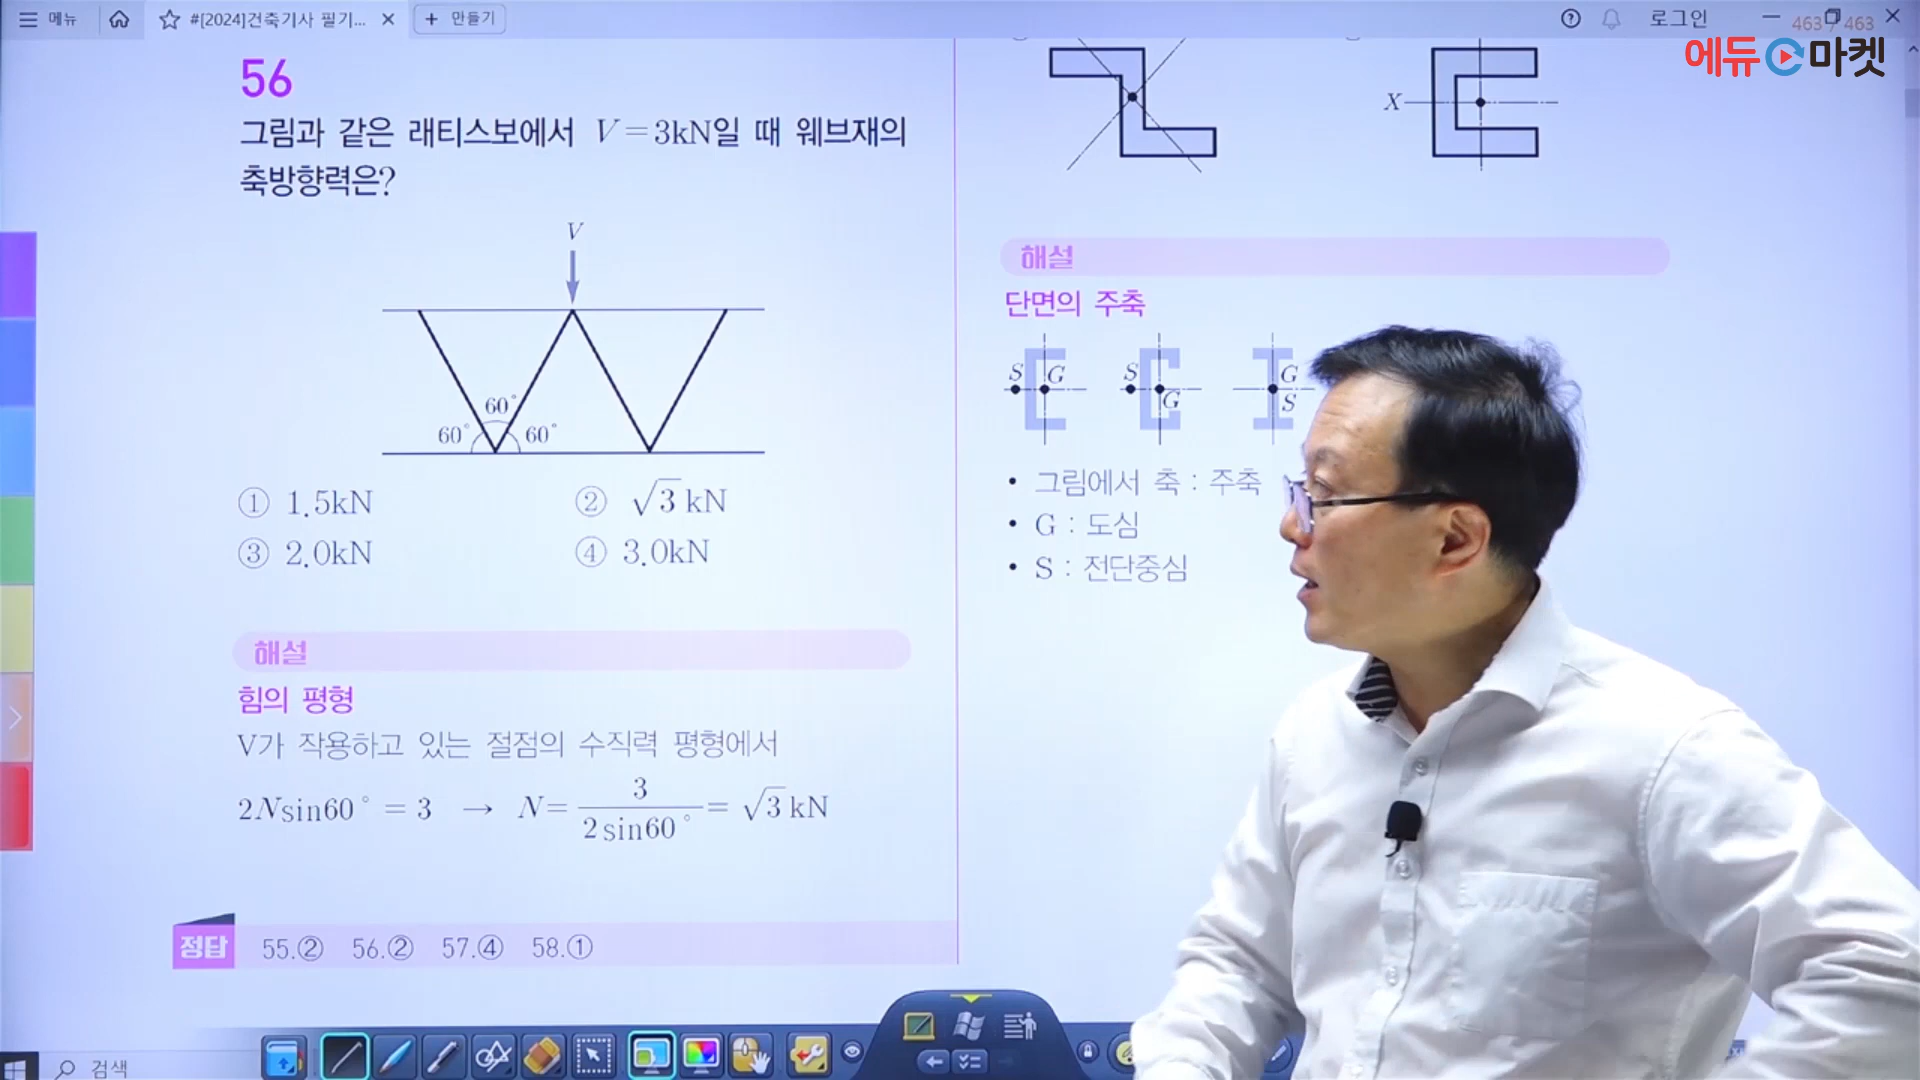 메뉴
#[2024]건축기사 필기...
만들기
로그인
463 / 463
에듀마켓
56
그림과 같은 래티스보에서 V=3kN일 때 웨브재의
축방향력은?
V
60°
60° 60°
① 1.5kN ② √3 kN
③ 2.0kN ④ 3.0kN
해설
힘의 평형
V가 작용하고 있는 절점의 수직력 평형에서
2Nsin60° = 3 → N= 3/(2sin60°) = √3 kN
정답 55.② 56.② 57.④ 58.①
X
해설
단면의 주축
S G S G G S
• 그림에서 축 : 주축
• G : 도심
• S : 전단중심
검색